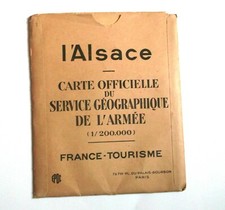 l'Alsace
CARTE OFFICIELLE
DU
SERVICE GÉOGRAPHIQUE
DE L'ARMÉE
(1/200.000)
FRANCE-TOURISME
PARIS